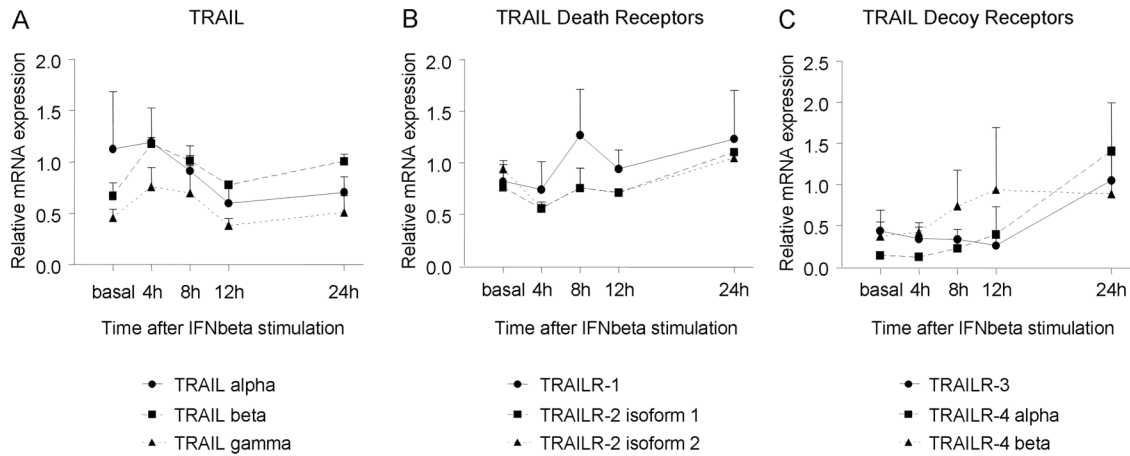 A
TRAIL
Relative mRNA expression
2.0
1.5
1.0
0.5
0.0
basal 4h 8h 12h 24h
Time after IFNbeta stimulation
TRAIL alpha
TRAIL beta
TRAIL gamma
B
TRAIL Death Receptors
Relative mRNA expression
2.0
1.5
1.0
0.5
0.0
basal 4h 8h 12h 24h
Time after IFNbeta stimulation
TRAILR-1
TRAILR-2 isoform 1
TRAILR-2 isoform 2
C
TRAIL Decoy Receptors
Relative mRNA expression
2.5
2.0
1.5
1.0
0.5
0.0
basal 4h 8h 12h 24h
Time after IFNbeta stimulation
TRAILR-3
TRAILR-4 alpha
TRAILR-4 beta